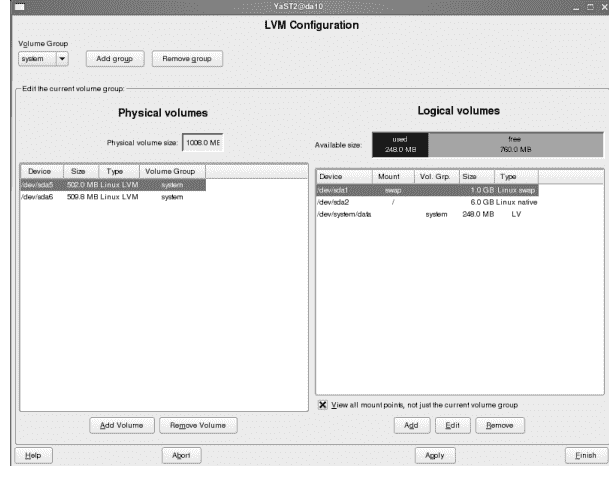 YaST2@da10
LVM Configuration
Volume Group
system
Add group
Remove group
Edit the current volume group:
Physical volumes
Physical volume size: 1008.0 ME
Device Size Type Volume Group
/dev/sda5 502.0 MB Linux LVM system
/dev/sda6 509.8 MB Linux LVM system
Add Volume
Remove Volume
Logical volumes
Available size:
used
248.0 MB
free
760.0 MB
Device Mount Vol. Grp. Size Type
/dev/sda1 swap 1.0 GB Linux swap
/dev/sda2 / 6.0 GB Linux native
/dev/system/data system 248.0 MB LV
View all mount points, not just the current volume group
Add
Edit
Remove
Help
Abort
Apply
Finish